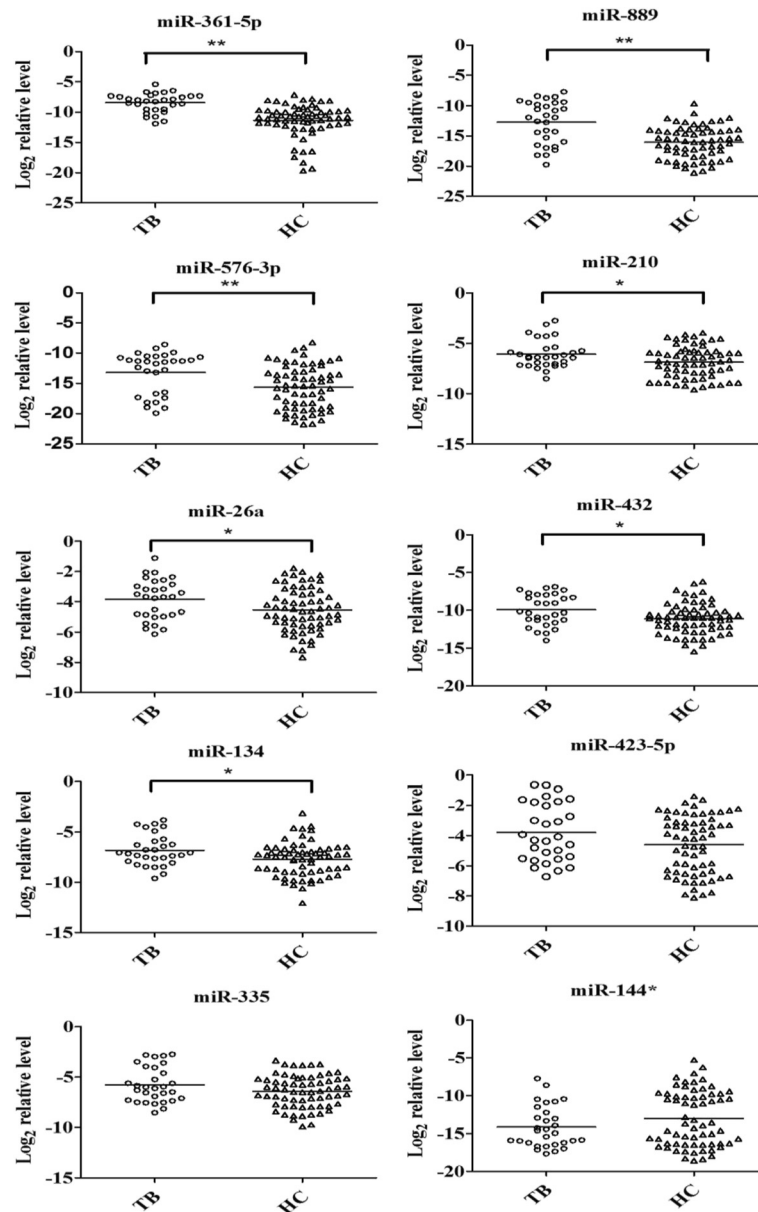 miR-361-5p
**
Log2 relative level
0
-5
-10
-15
-20
-25
TB
HC
miR-889
**
Log2 relative level
0
-5
-10
-15
-20
-25
TB
HC
miR-576-3p
**
Log2 relative level
0
-5
-10
-15
-20
-25
TB
HC
miR-210
*
Log2 relative level
0
-5
-10
-15
TB
HC
miR-26a
*
Log2 relative level
0
-2
-4
-6
-8
-10
TB
HC
miR-432
*
Log2 relative level
0
-5
-10
-15
-20
TB
HC
miR-134
*
Log2 relative level
0
-5
-10
-15
TB
HC
miR-423-5p
Log2 relative level
0
-2
-4
-6
-8
-10
TB
HC
miR-335
Log2 relative level
0
-5
-10
-15
TB
HC
miR-144*
Log2 relative level
0
-5
-10
-15
-20
TB
HC